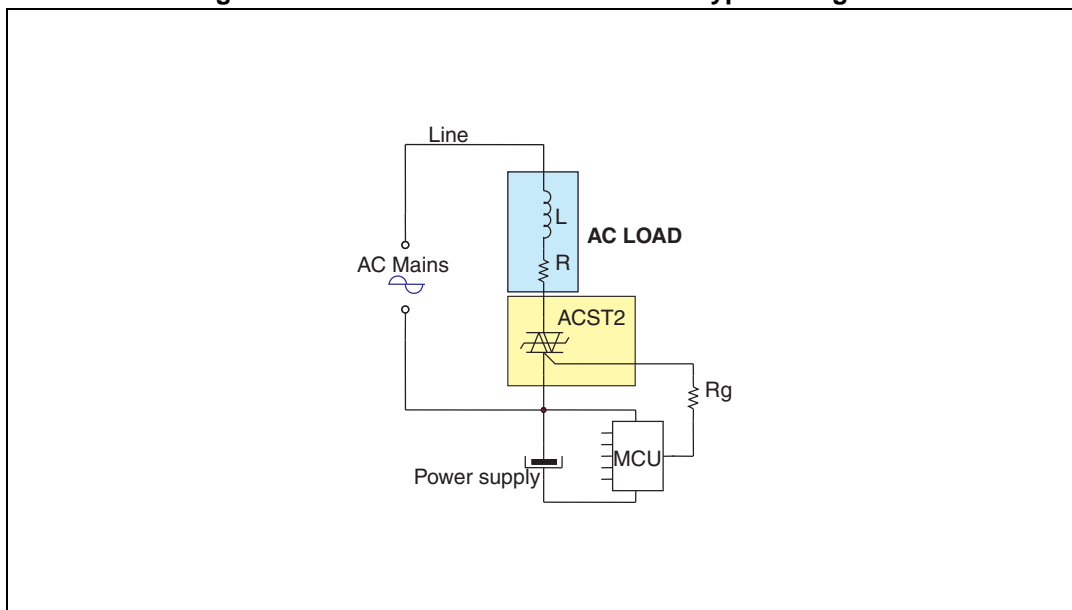 Line
L
AC LOAD
R
AC Mains
ACST2
Rg
MCU
Power supply